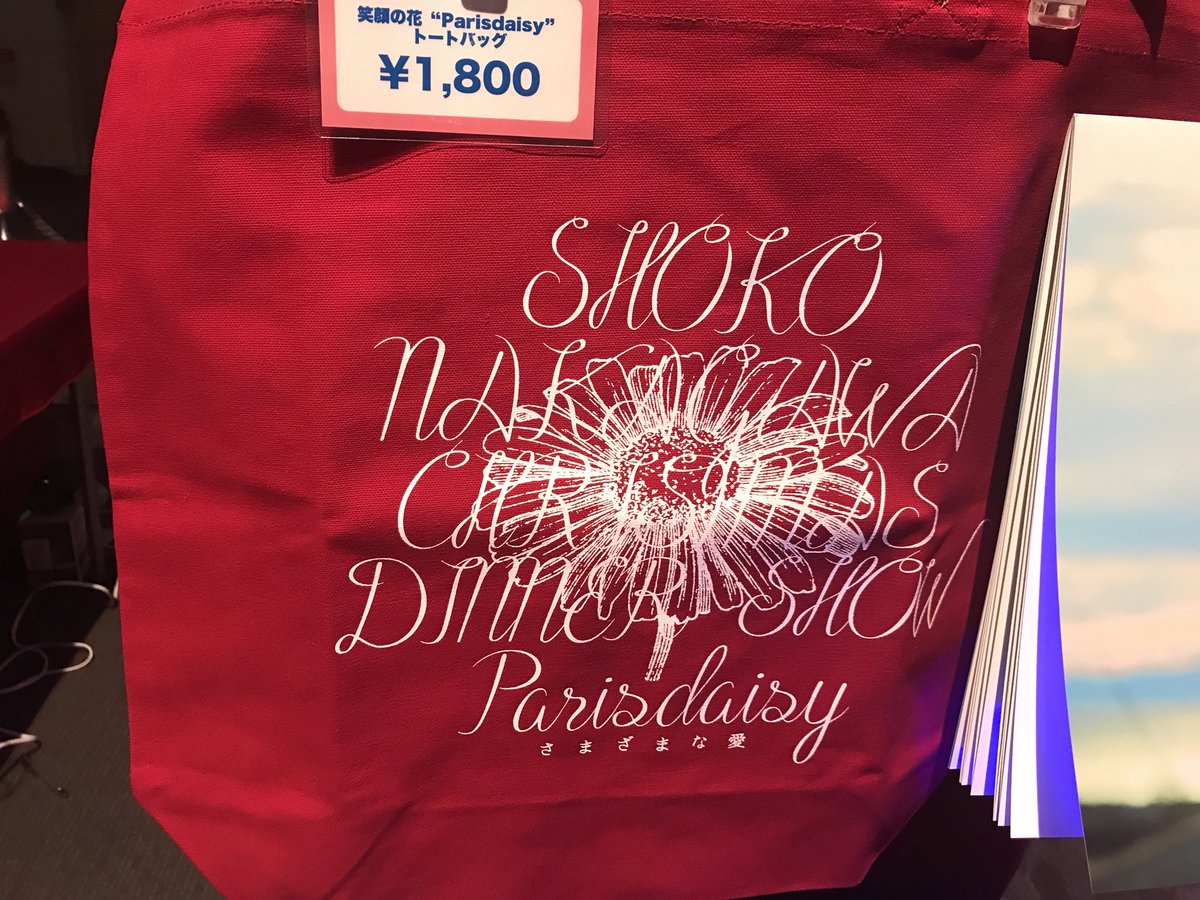 笑顔の花 “Parisdaisy”
トートバッグ
¥1,800
SHOKO
NAKAGAWA
CHRISTMAS
DINNER SHOW
Parisdaisy
さまざまな愛